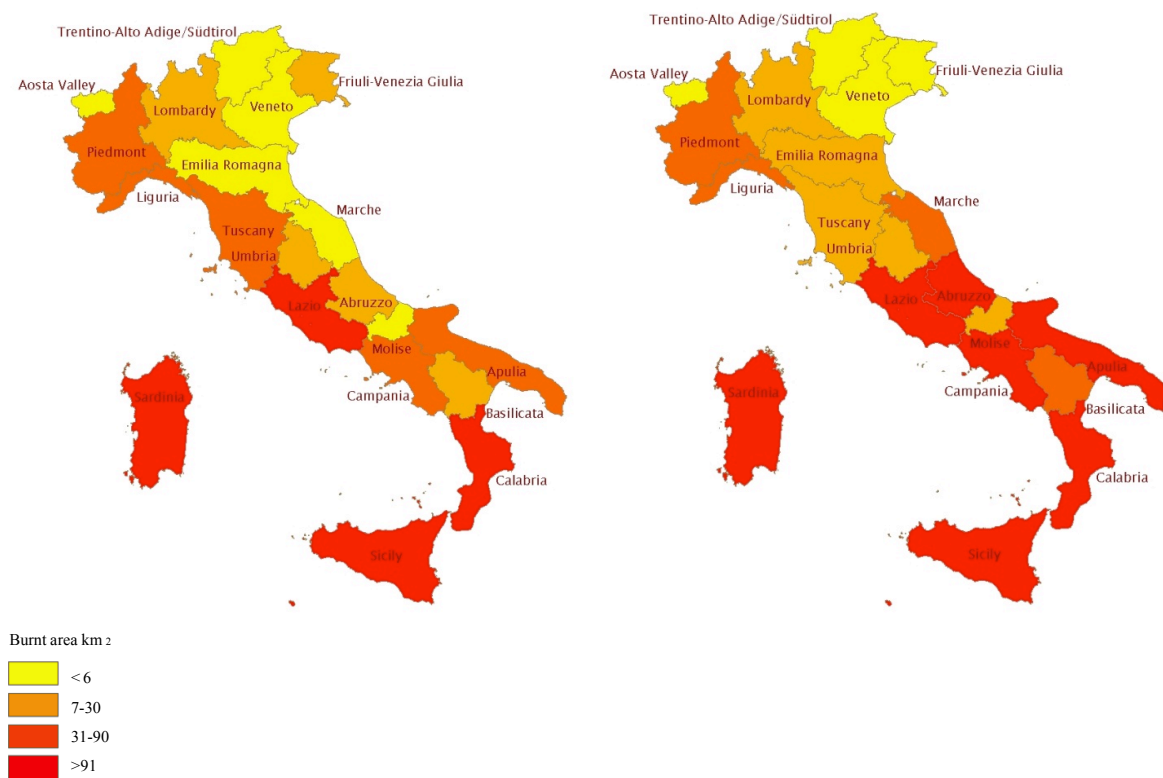 Trentino-Alto Adige/Südtirol
Aosta Valley
Friuli-Venezia Giulia
Lombardy
Veneto
Piedmont
Emilia Romagna
Liguria
Marche
Tuscany
Umbria
Lazio
Abruzzo
Molise
Apulia
Sardinia
Campania
Basilicata
Calabria
Sicily
Trentino-Alto Adige/Südtirol
Aosta Valley
Friuli-Venezia Giulia
Veneto
Lombardy
Piedmont
Emilia Romagna
Liguria
Marche
Tuscany
Umbria
Lazio
Abruzzo
Molise
Apulia
Sardinia
Campania
Basilicata
Calabria
Sicily
Burnt area km 2
< 6
7-30
31-90
>91